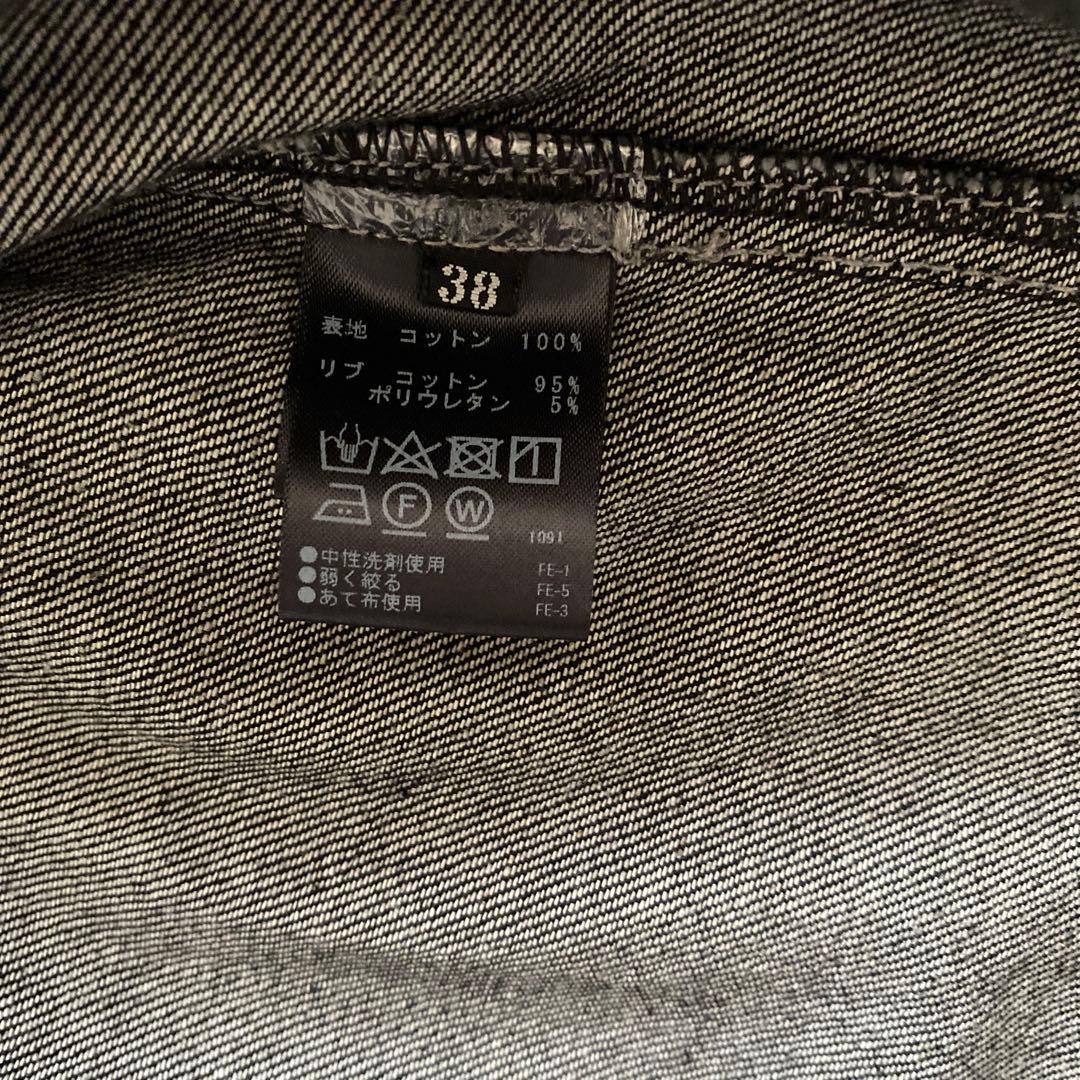 38
表地 コットン 100%
リブ コットン 95%
ポリウレタン 5%
F W
1091
●中性洗剤使用 FE-1
●弱く絞る FE-5
●あて布使用 FE-3